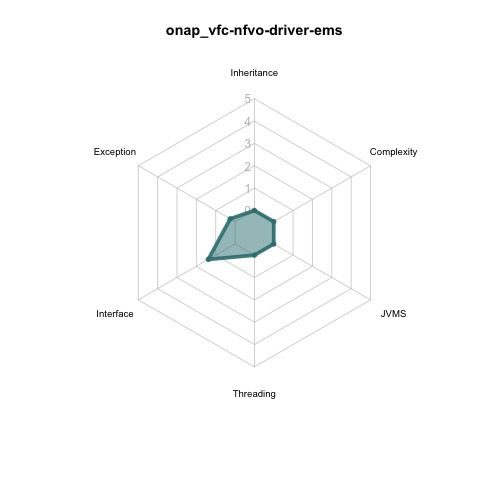 onap_vfc-nfvo-driver-ems
Inheritance
5
Exception
4
Complexity
3
2
1
0
Interface
JVMS
Threading